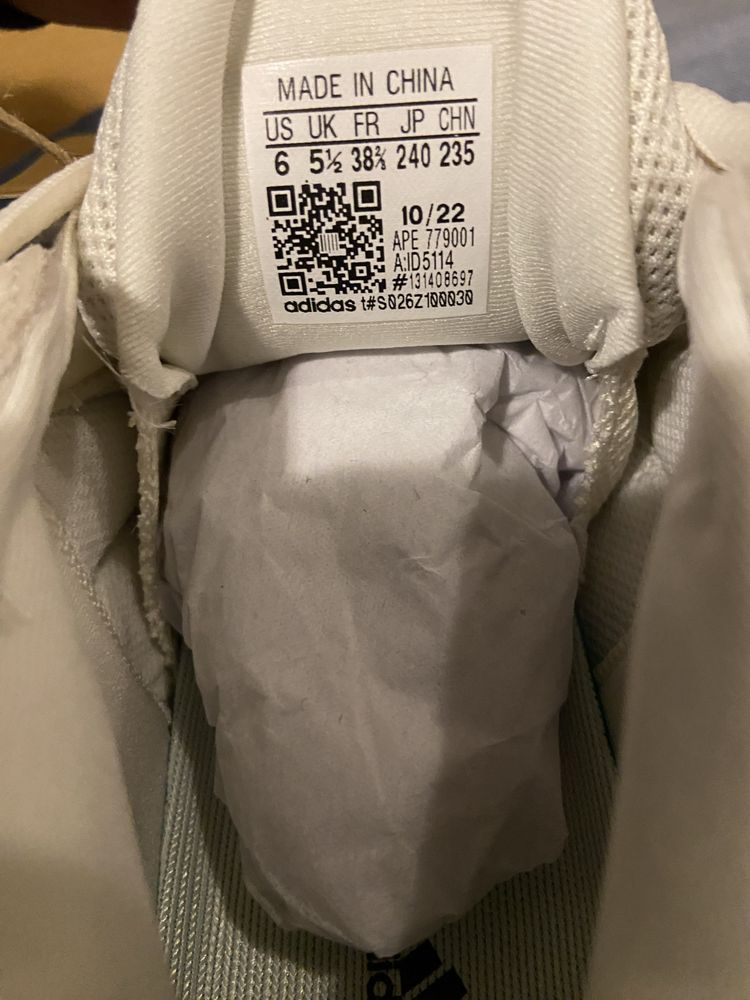 MADE IN CHINA
US UK FR JP CHN
6 5½ 38⅔ 240 235
10/22
APE 779001
A:ID5114
#131408697
adidas t#S026Z100030